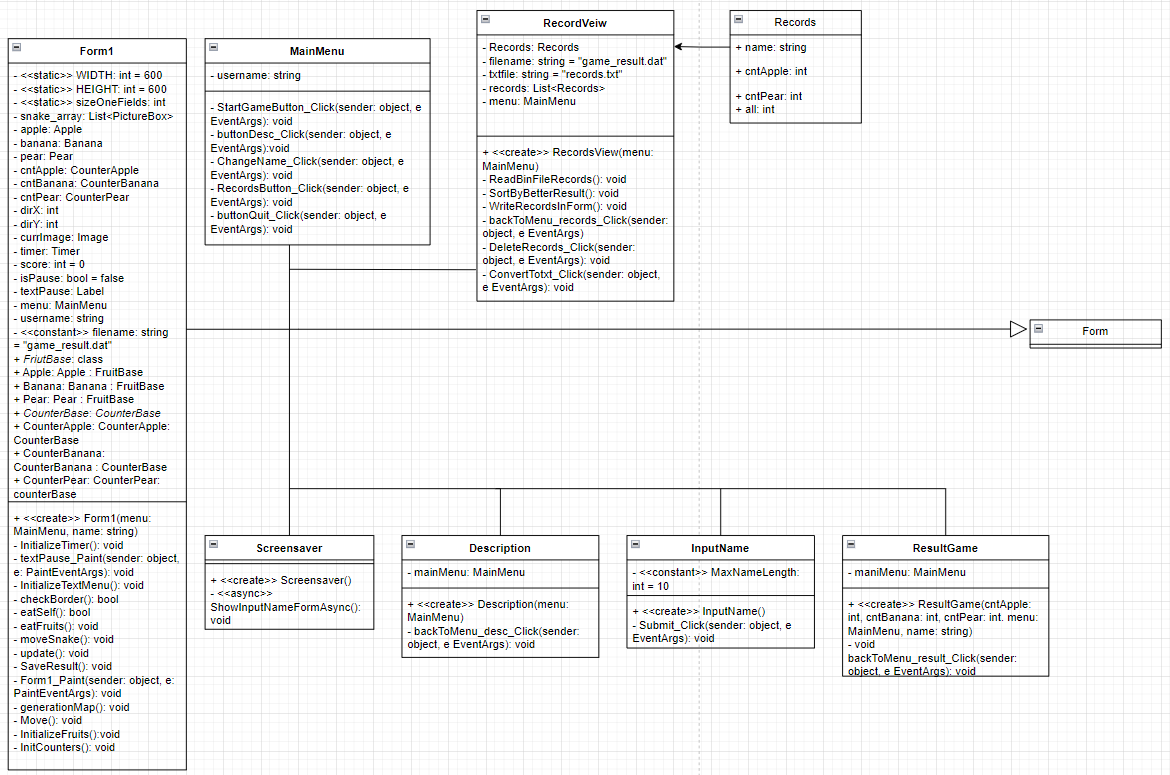 Form1
- <<static>> WIDTH: int = 600
- <<static>> HEIGHT: int = 600
- <<static>> sizeOneFields: int
- snake_array: List<PictureBox>
- apple: Apple
- banana: Banana
- pear: Pear
- cntApple: CounterApple
- cntBanana: CounterBanana
- cntPear: CounterPear
- dirX: int
- dirY: int
- currImage: Image
- timer: Timer
- score: int = 0
- isPause: bool = false
- textPause: Label
- menu: MainMenu
- username: string
- <<constant>> filename: string
= "game_result.dat"
+ FriutBase: class
+ Apple: Apple : FruitBase
+ Banana: Banana : FruitBase
+ Pear: Pear : FruitBase
+ CounterBase: CounterBase
+ CounterApple: CounterApple:
CounterBase
+ CounterBanana:
CounterBanana : CounterBase
+ CounterPear: CounterPear:
counterBase
+ <<create>> Form1(menu:
MainMenu, name: string)
- InitializeTimer(): void
- textPause_Paint(sender: object,
e: PaintEventArgs): void
- InitializeTextMenu(): void
- checkBorder(): bool
- eatSelf(): bool
- eatFruits(): void
- moveSnake(): void
- update(): void
- SaveResult(): void
- Form1_Paint(sender: object, e:
PaintEventArgs): void
- generationMap(): void
- Move(): void
- InitializeFruits():void
- InitCounters(): void
MainMenu
- username: string
- StartGameButton_Click(sender: object, e
EventArgs): void
- buttonDesc_Click(sender: object, e
EventArgs):void
- ChangeName_Click(sender: object, e
EventArgs): void
- RecordsButton_Click(sender: object, e
EventArgs): void
- buttonQuit_Click(sender: object, e
EventArgs): void
RecordVeiw
- Records: Records
- filename: string = "game_result.dat"
- txtfile: string = "records.txt"
- records: List<Records>
- menu: MainMenu
+ <<create>> RecordsView(menu:
MainMenu)
- ReadBinFileRecords(): void
- SortByBetterResult(): void
- WriteRecordsInForm(): void
- backToMenu_records_Click(sender:
object, e EventArgs)
- DeleteRecords_Click(sender:
object, e EventArgs): void
- ConvertTotxt_Click(sender: object,
e EventArgs): void
Records
+ name: string
+ cntApple: int
+ cntPear: int
+ all: int
Form
Screensaver
+ <<create>> Screensaver()
- <<async>>
ShowInputNameFormAsync():
void
Description
- mainMenu: MainMenu
+ <<create>> Description(menu:
MainMenu)
- backToMenu_desc_Click(sender:
object, e EventArgs): void
InputName
- <<constant>> MaxNameLength:
int = 10
+ <<create>> InputName()
- Submit_Click(sender: object, e
EventArgs): void
ResultGame
- maniMenu: MainMenu
+ <<create>> ResultGame(cntApple:
int, cntBanana: int, cntPear: int. menu:
MainMenu, name: string)
- void
backToMenu_result_Click(sender:
object, e EventArgs): void